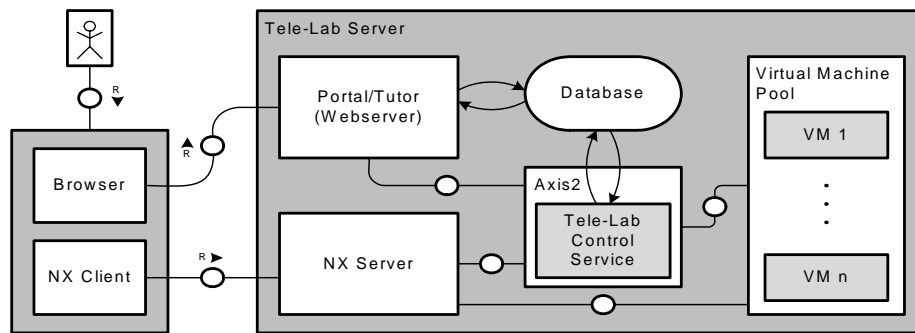 Tele-Lab Server
R
Portal/Tutor
(Webserver)
Database
Virtual Machine
Pool
VM 1
R
Browser
Axis2
Tele-Lab
Control
Service
NX Client
R
NX Server
VM n